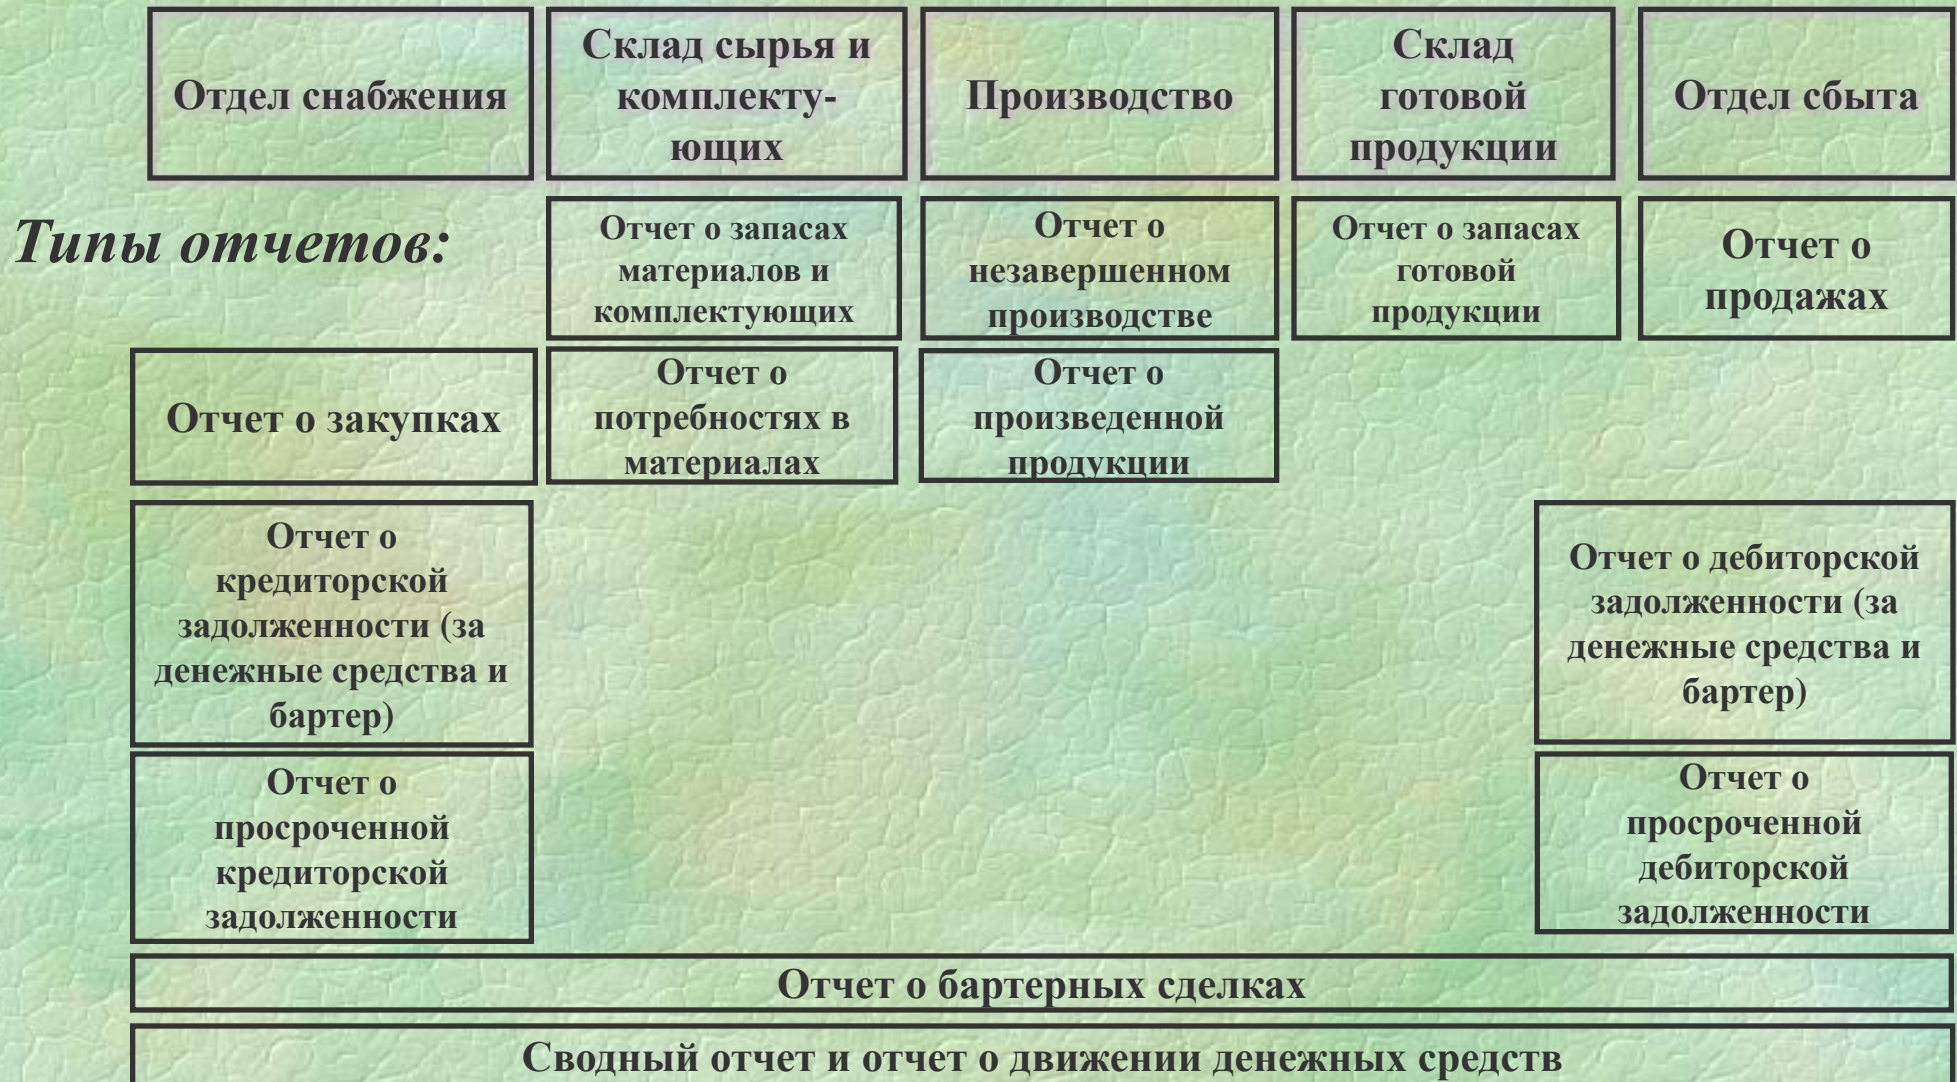 Отдел снабжения
Склад сырья и
комплекту-
ющих
Производство
Склад
готовой
продукции
Отдел сбыта
Типы отчетов:
Отчет о запасах
материалов и
комплектующих
Отчет о
незавершенном
производстве
Отчет о запасах
готовой
продукции
Отчет о
продажах
Отчет о закупках
Отчет о
потребностях в
материалах
Отчет о
произведенной
продукции
Отчет о
кредиторской
задолженности (за
денежные средства и
бартер)
Отчет о дебиторской
задолженности (за
денежные средства и
бартер)
Отчет о
просроченной
кредиторской
задолженности
Отчет о
просроченной
дебиторской
задолженности
Отчет о бартерных сделках
Сводный отчет и отчет о движении денежных средств